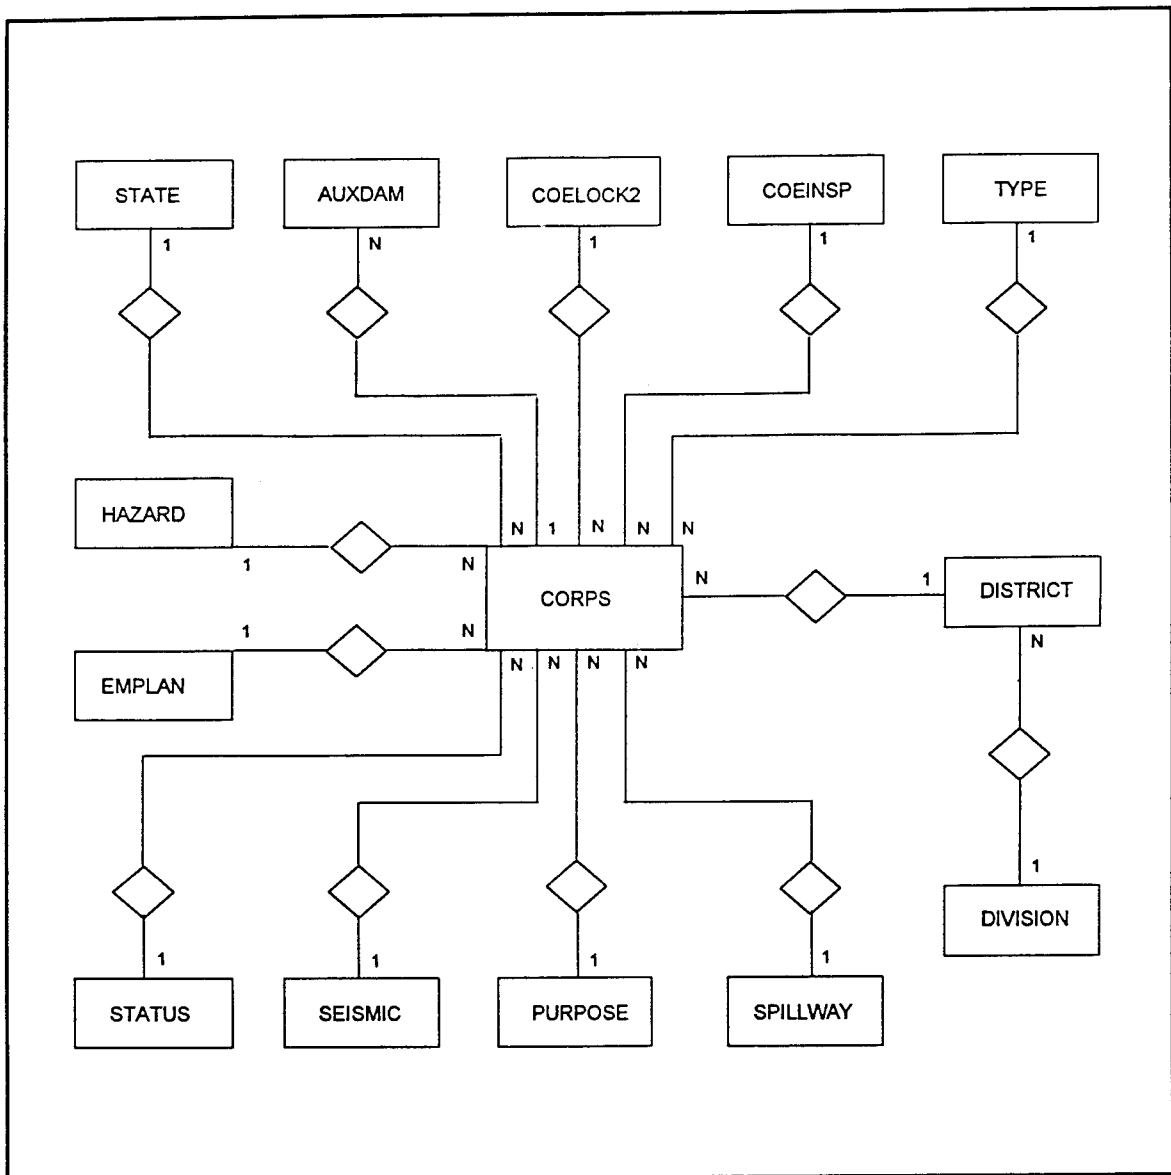 STATE AUXDAM COELOCK2 COEINSP TYPE
1 N 1 1 1
HAZARD
N 1 N N N
1 N
CORPS
N 1 DISTRICT
1 N
EMPLAN
N N N N
N
1
DIVISION
1 1 1 1
STATUS SEISMIC PURPOSE SPILLWAY